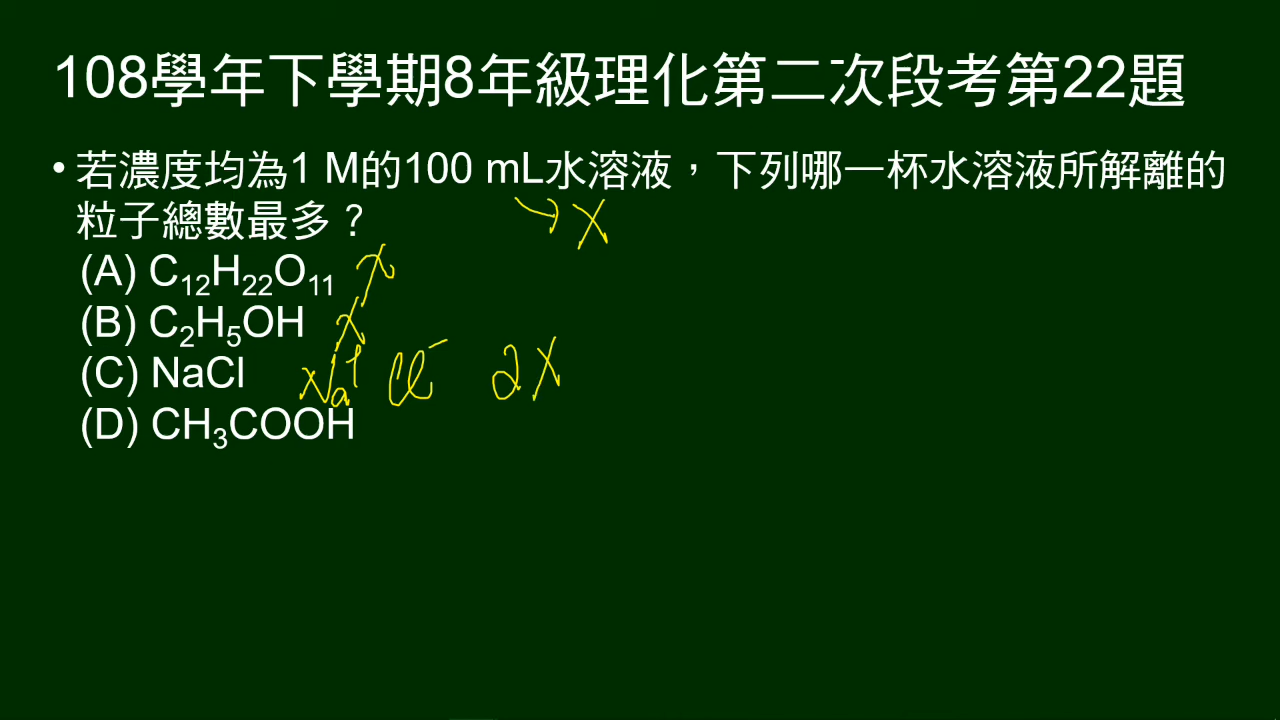 108學年下學期8年級理化第二次段考第22題
• 若濃度均為1 M的100 mL水溶液，下列哪一杯水溶液所解離的
粒子總數最多？
→ X
(A) C₁₂H₂₂O₁₁ X
(B) C₂H₅OH X
(C) NaCl Na⁺ Cl⁻ 2X
(D) CH₃COOH